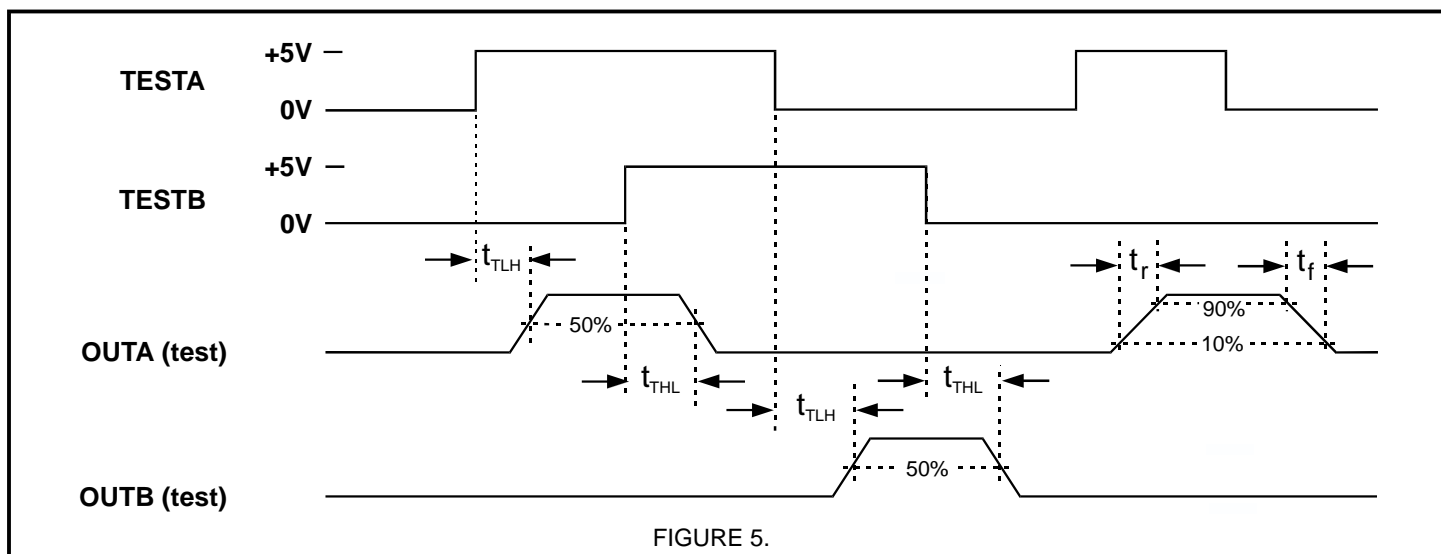 +5V
TESTA
0V
+5V
TESTB
0V
tTLH
tr
tf
50%
90%
OUTA (test)
10%
tTHL
tTLH
tTHL
50%
OUTB (test)
FIGURE 5.